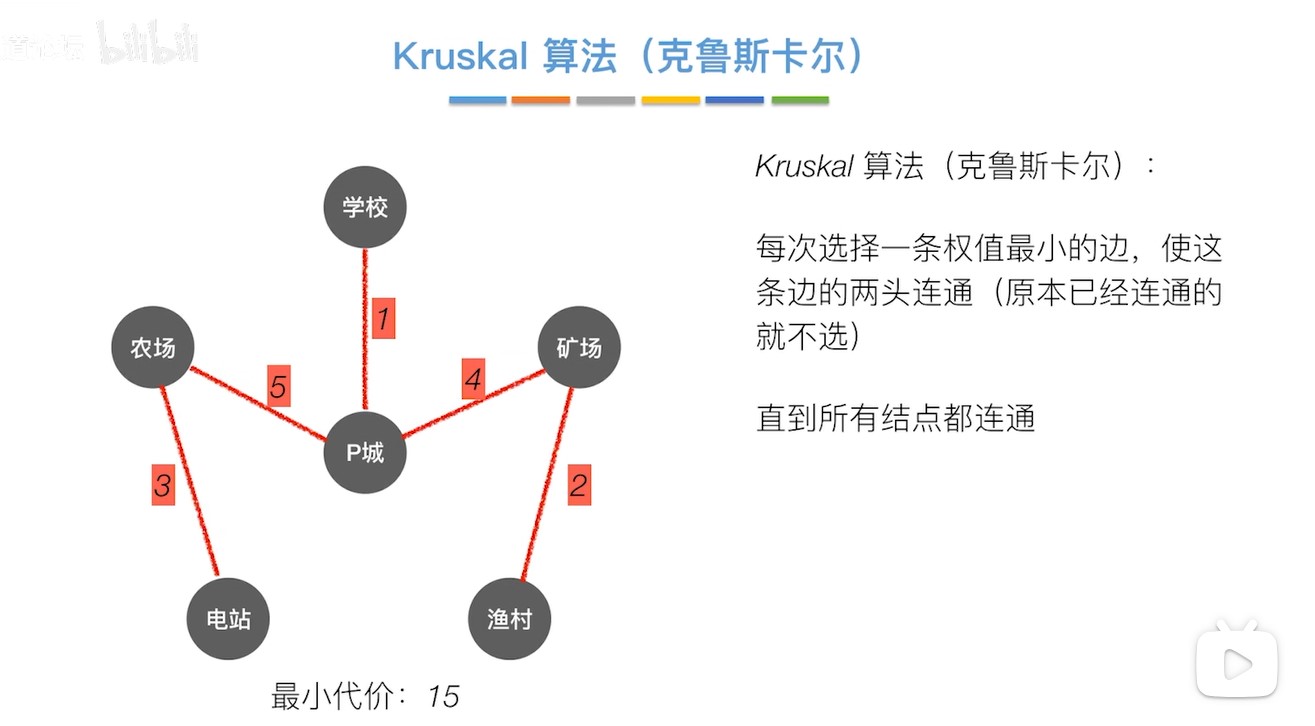 bilibili
Kruskal 算法（克鲁斯卡尔）
Kruskal 算法（克鲁斯卡尔）：
每次选择一条权值最小的边，使这
条边的两头连通（原本已经连通的
就不选）
直到所有结点都连通
学校
1
农场
矿场
5
4
P城
3
2
电站
渔村
最小代价：15